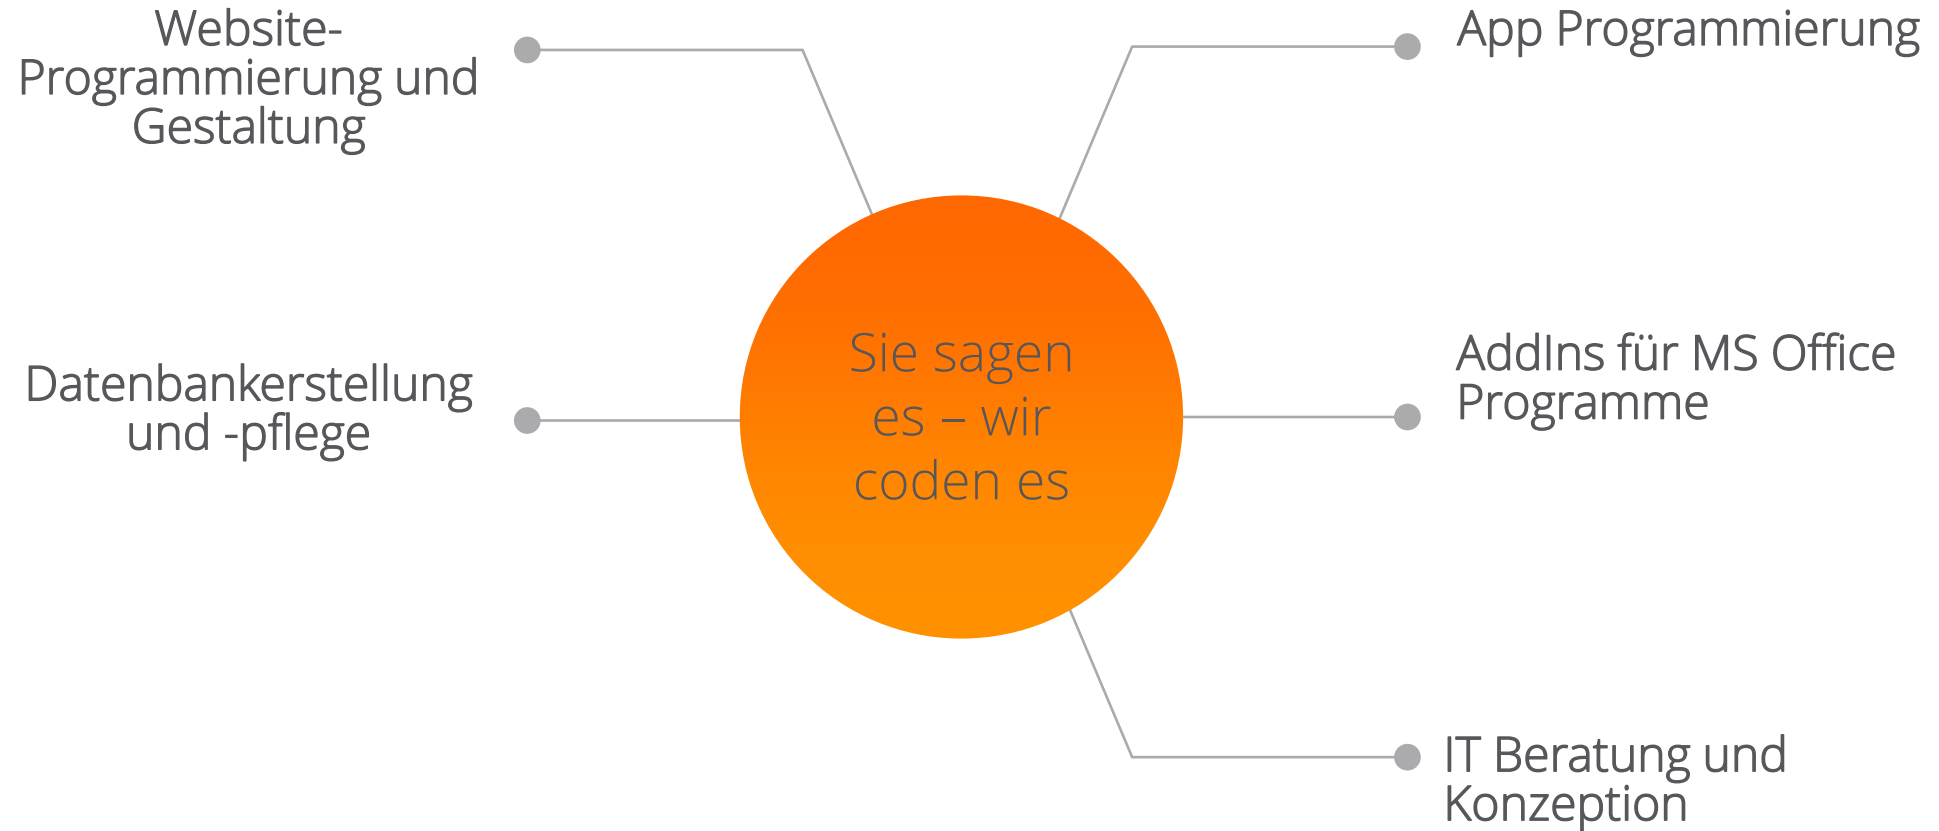 Website-
Programmierung und
Gestaltung
App Programmierung
Datenbankerstellung
und -pflege
Sie sagen
es – wir
coden es
AddIns für MS Office
Programme
IT Beratung und
Konzeption